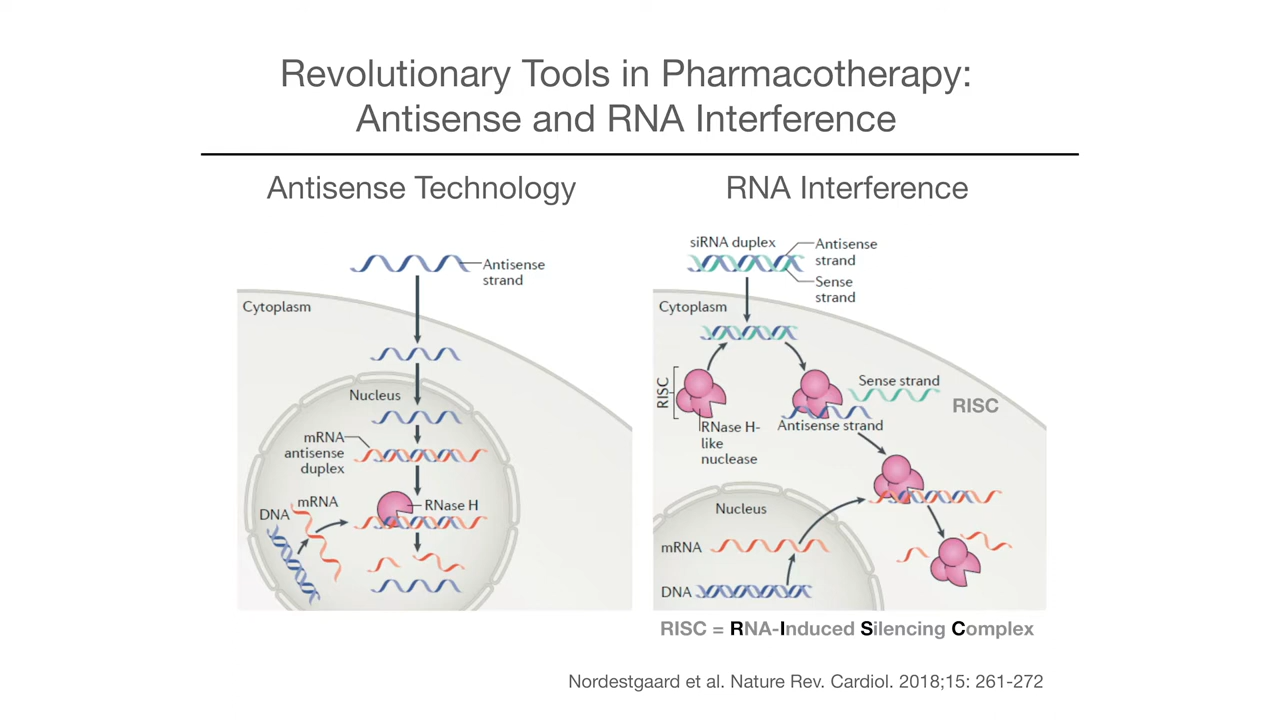 Revolutionary Tools in Pharmacotherapy:
Antisense and RNA Interference
Antisense Technology
Antisense
strand
Cytoplasm
Nucleus
mRNA
antisense
duplex
mRNA
DNA
RNase H
RNA Interference
siRNA duplex
Antisense
strand
Sense
strand
Cytoplasm
RISC
Sense strand
RISC
RNase H-
like
nuclease
Antisense strand
Nucleus
mRNA
DNA
RISC = RNA-Induced Silencing Complex
Nordestgaard et al. Nature Rev. Cardiol. 2018;15: 261-272